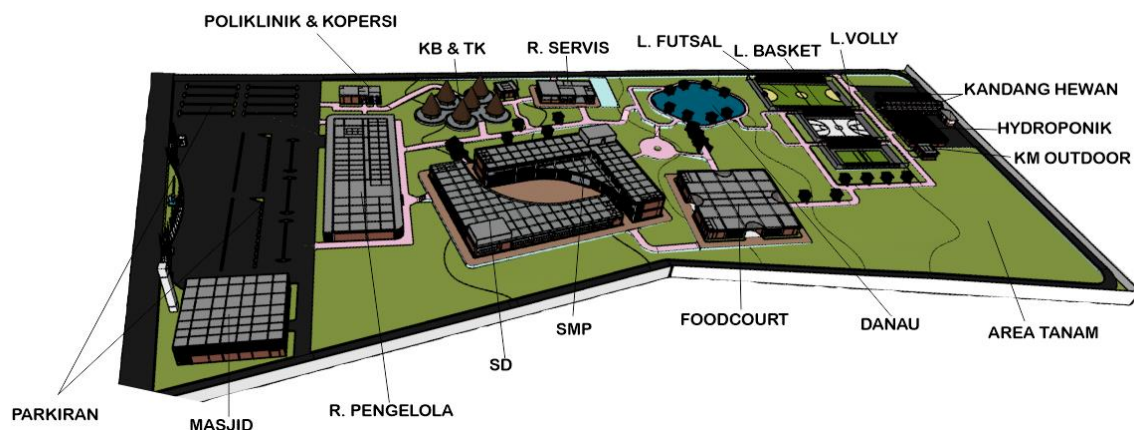 POLIKLINIK & KOPERSI
KB & TK
R. SERVIS
L. FUTSAL
L. BASKET
L.VOLLY
KANDANG HEWAN
HYDROPONIK
KM OUTDOOR
PARKIRAN
MASJID
R. PENGELOLA
SD
SMP
FOODCOURT
DANAU
AREA TANAM